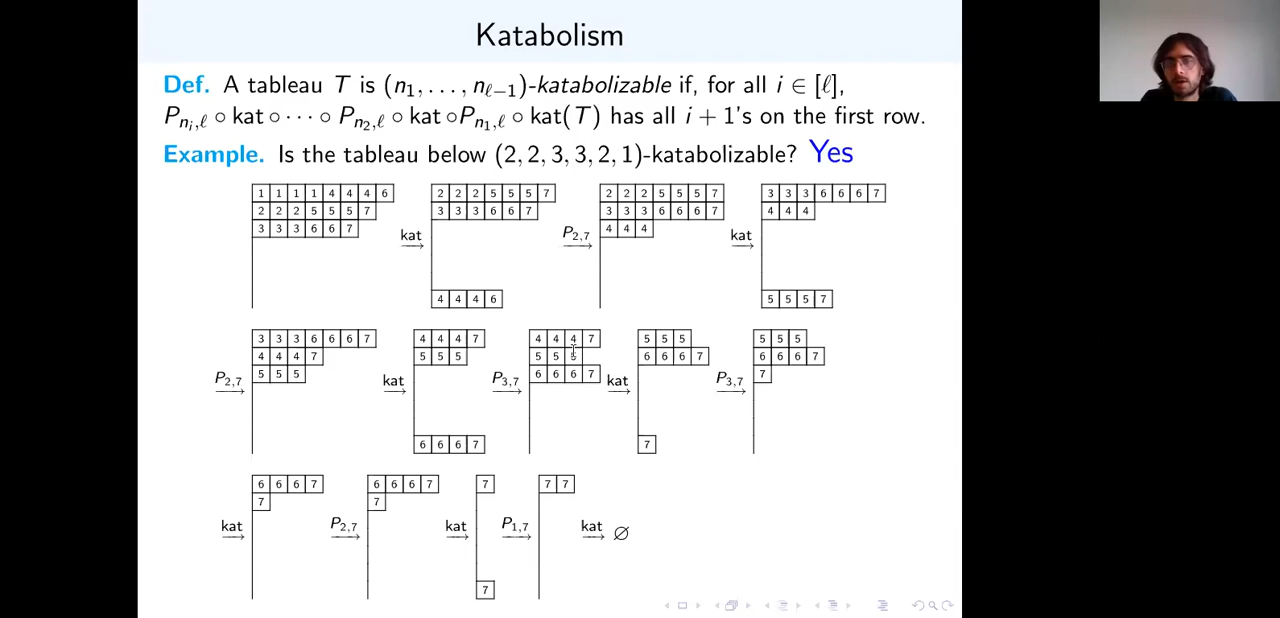 Katabolism
Def. A tableau T is (n₁, . . . , nℓ₋₁)-katabolizable if, for all i ∈ [ℓ],
Pₙᵢ,ℓ ∘ kat ∘ · · · ∘ Pₙ₂,ℓ ∘ kat ∘Pₙ₁,ℓ ∘ kat(T) has all i + 1's on the first row.
Example. Is the tableau below (2, 2, 3, 3, 2, 1)-katabolizable? Yes
1 1 1 1 4 4 4 6
2 2 2 5 5 5 7
3 3 3 6 6 7
kat
2 2 2 5 5 5 7
3 3 3 6 6 7
4 4 4 6
P₂,₇
2 2 2 5 5 5 7
3 3 3 6 6 6 7
4 4 4
kat
3 3 3 6 6 6 7
4 4 4
5 5 5 7
P₂,₇
3 3 3 6 6 6 7
4 4 4 7
5 5 5
kat
4 4 4 7
5 5 5
6 6 6 7
P₃,₇
4 4 4 7
5 5 5
6 6 6 7
kat
5 5 5
6 6 6 7
7
P₃,₇
5 5 5
6 6 6 7
7
kat
6 6 6 7
7
P₂,₇
6 6 6 7
7
kat
7
7
P₁,₇
7 7
kat
∅